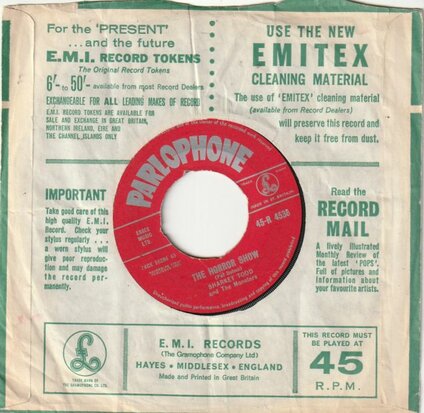 For the 'PRESENT'
...and the future
E.M.I. RECORD TOKENS
The Original Record Tokens
6/- to 50/- available from most Record Dealers
EXCHANGEABLE FOR ALL LEADING MAKES OF RECORD
E.M.I. RECORD TOKENS ARE AVAILABLE FOR
SALE AND EXCHANGE IN GREAT BRITAIN,
NORTHERN IRELAND, EIRE AND
THE CHANNEL ISLANDS ONLY
USE THE NEW
EMITEX
CLEANING MATERIAL
The use of 'EMITEX' cleaning material
(available from Record Dealers)
will preserve this record and
keep it free from dust.
IMPORTANT
Take good care of this
high quality E.M.I.
Record. Check your
stylus regularly . . .
a worn stylus will
give poor reproduc-
tion and may damage
the record per-
manently.
PARLOPHONE
45-R 4536
THE HORROR SHOW
SHARKEY TODD
and The Monsters
Read the
RECORD
MAIL
A lively illustrated
Monthly Review of
the latest 'POPS'.
Full of pictures and
information about
your favourite artists.
TRADE MARK OF
THE GRAMOPHONE CO. LTD.
E.M.I. RECORDS
(The Gramophone Company Ltd.)
HAYES • MIDDLESEX • ENGLAND
Made and Printed in Great Britain
THIS RECORD MUST
BE PLAYED AT
45
R.P.M.